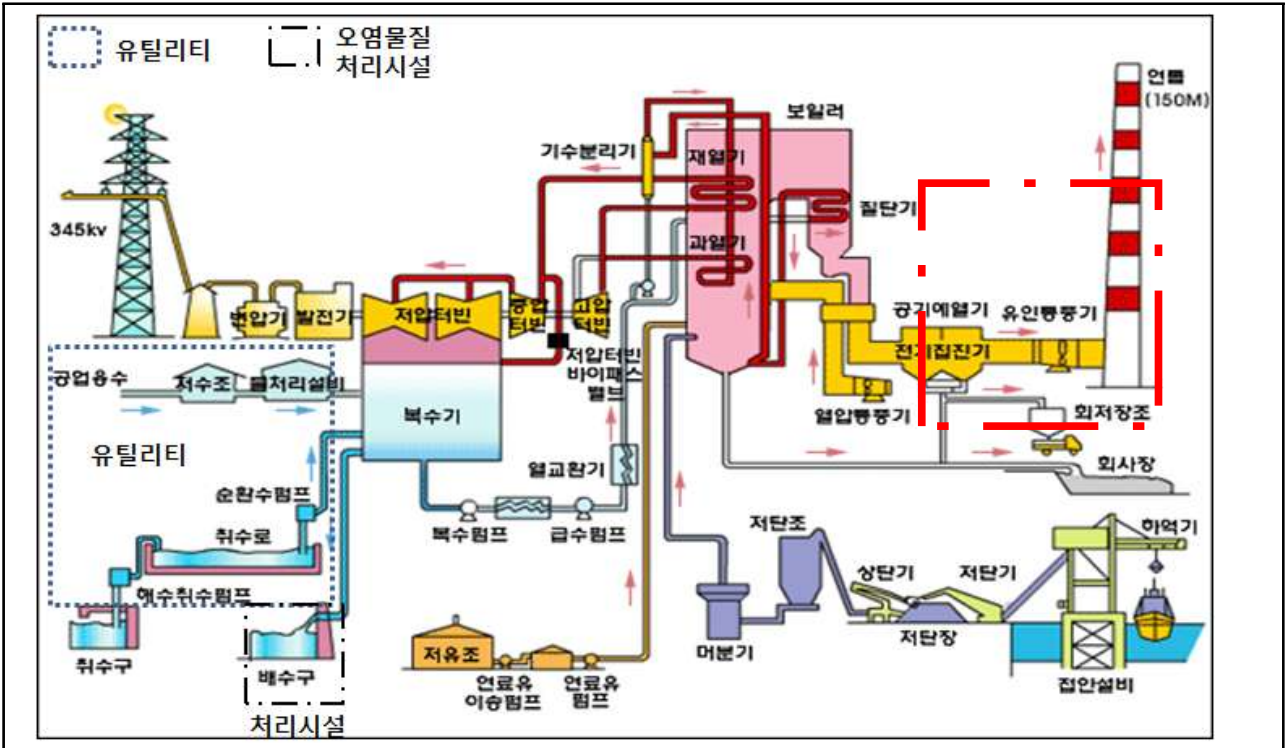 유틸리티
오염물질
처리시설
연돌
(150M)
보일러
기수분리기
재열기
345kv
절탄기
과열기
변압기
발전기
저압터빈
중압
터빈
고압
터빈
공기예열기
유인통풍기
전기집진기
저압터빈
바이패스
밸브
공업용수
저수조
물처리설비
복수기
열압통풍기
회저장조
유틸리티
열교환기
회사장
순환수펌프
복수펌프
급수펌프
저탄조
하역기
취수로
상탄기
저탄기
해수취수펌프
저탄장
취수구
배수구
저유조
미분기
연료유
이송펌프
연료유
펌프
접안설비
처리시설